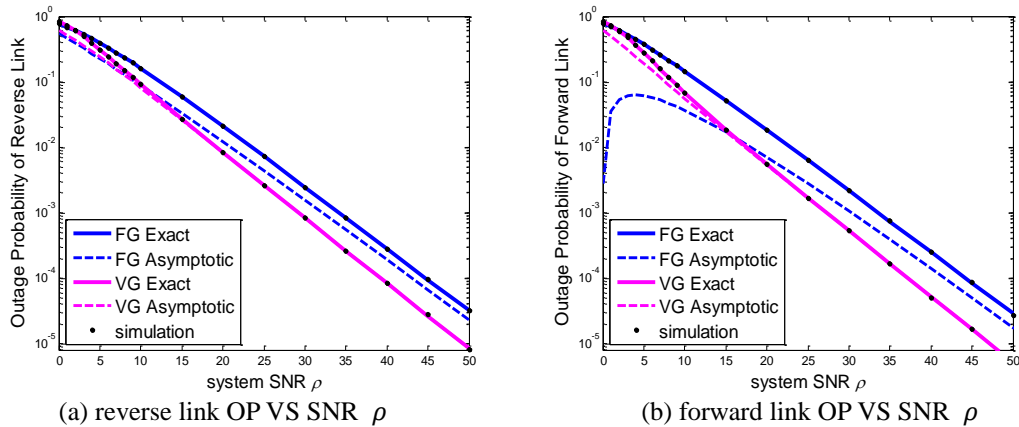 10^0
10^-1
10^-2
10^-3
10^-4
10^-5
Outage Probability of Reverse Link
FG Exact
FG Asymptotic
VG Exact
VG Asymptotic
simulation
0 5 10 15 20 25 30 35 40 45 50
system SNR ρ
(a) reverse link OP VS SNR ρ
10^0
10^-1
10^-2
10^-3
10^-4
10^-5
Outage Probability of Forward Link
FG Exact
FG Asymptotic
VG Exact
VG Asymptotic
simulation
0 5 10 15 20 25 30 35 40 45 50
system SNR ρ
(b) forward link OP VS SNR ρ